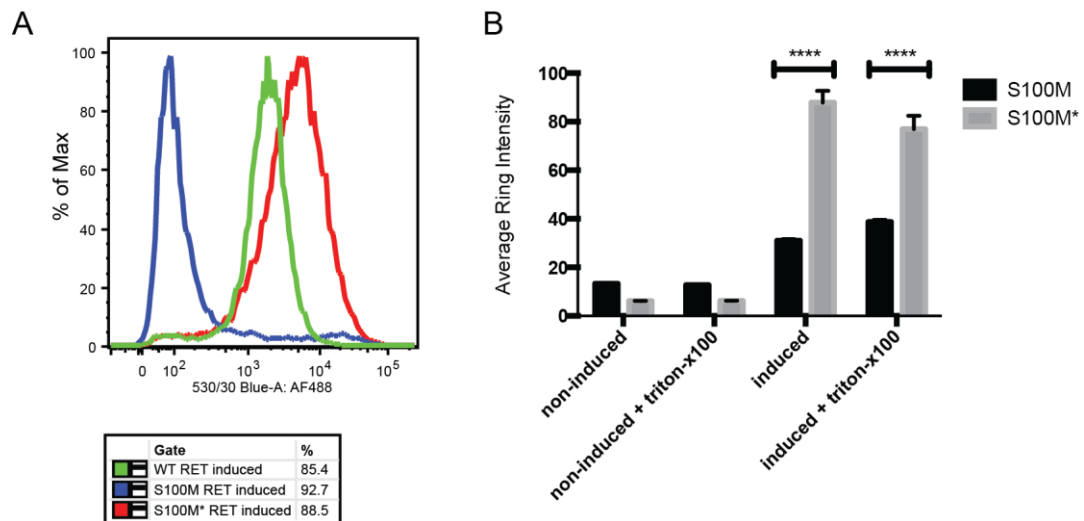 A
100
80
60
40
20
0
% of Max
0 10² 10³ 10⁴ 10⁵
530/30 Blue-A: AF488
Gate %
WT RET induced 85.4
S100M RET induced 92.7
S100M* RET induced 88.5
B
**** ****
100
80
60
40
20
0
Average Ring Intensity
non-induced
non-induced + triton-x100
induced
induced + triton-x100
S100M
S100M*